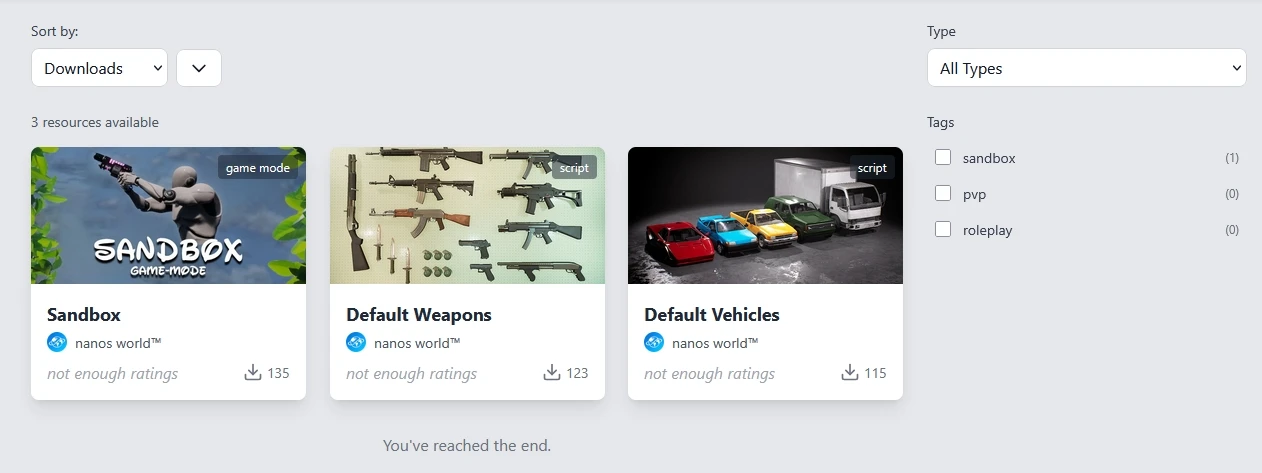 Sort by:
Downloads
Type
All Types
3 resources available
Tags
sandbox (1)
pvp (0)
roleplay (0)
game mode
SANDBOX
GAME-MODE
Sandbox
nanos world™
not enough ratings 135
script
Default Weapons
nanos world™
not enough ratings 123
script
Default Vehicles
nanos world™
not enough ratings 115
You've reached the end.